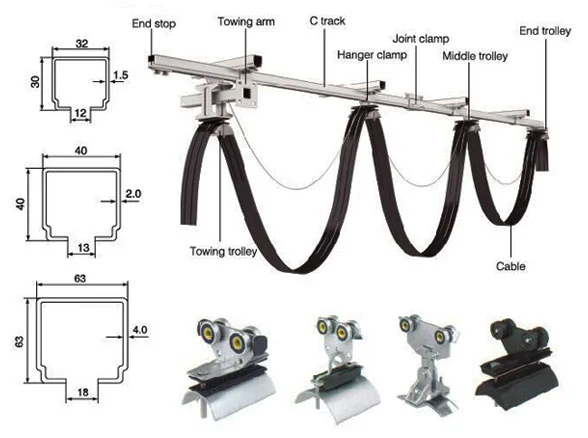 End stop
Towing arm
C track
Hanger clamp
Joint clamp
Middle trolley
End trolley
Towing trolley
Cable
32
30
1.5
12
40
40
2.0
13
63
63
4.0
18